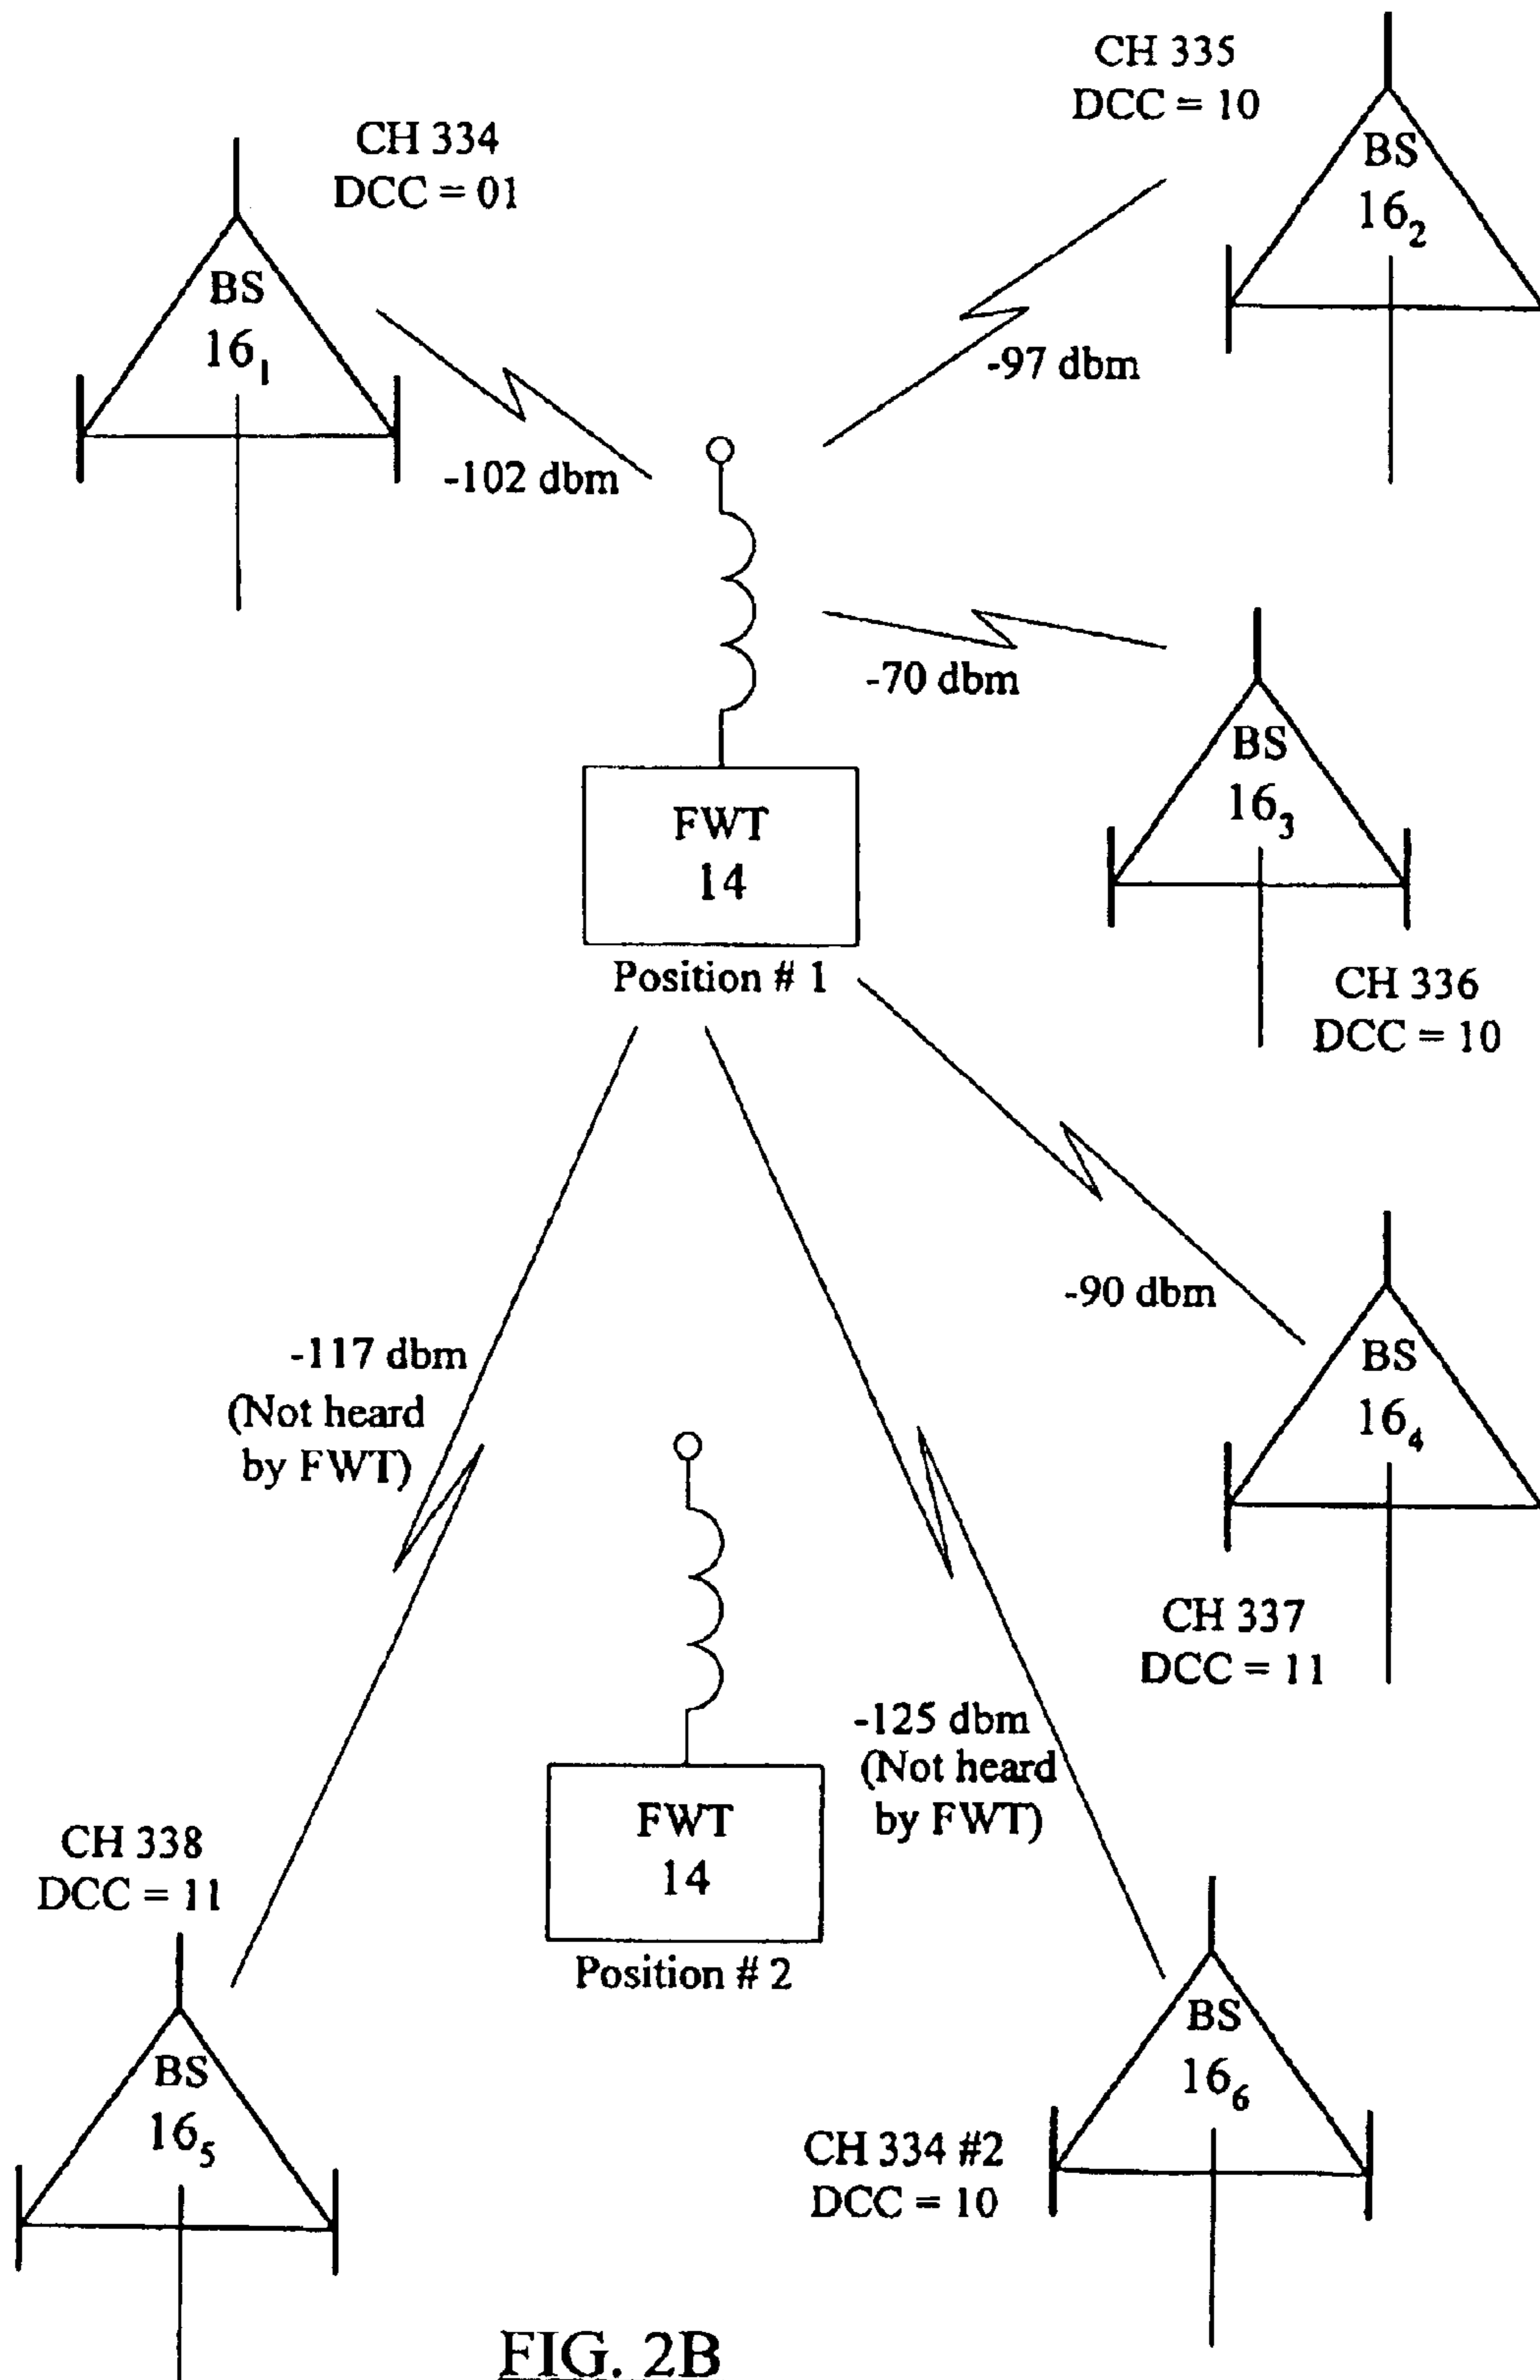 CH 335
DCC = 10
BS
16₂
CH 334
DCC = 01
BS
16₁
-97 dbm
-102 dbm
-70 dbm
BS
16₃
FWT
14
Position # 1
CH 336
DCC = 10
-90 dbm
BS
16₄
-117 dbm
(Not heard
by FWT)
CH 337
DCC = 11
-125 dbm
(Not heard
by FWT)
FWT
14
Position # 2
CH 338
DCC = 11
BS
16₅
BS
16₆
CH 334 #2
DCC = 10
FIG. 2B